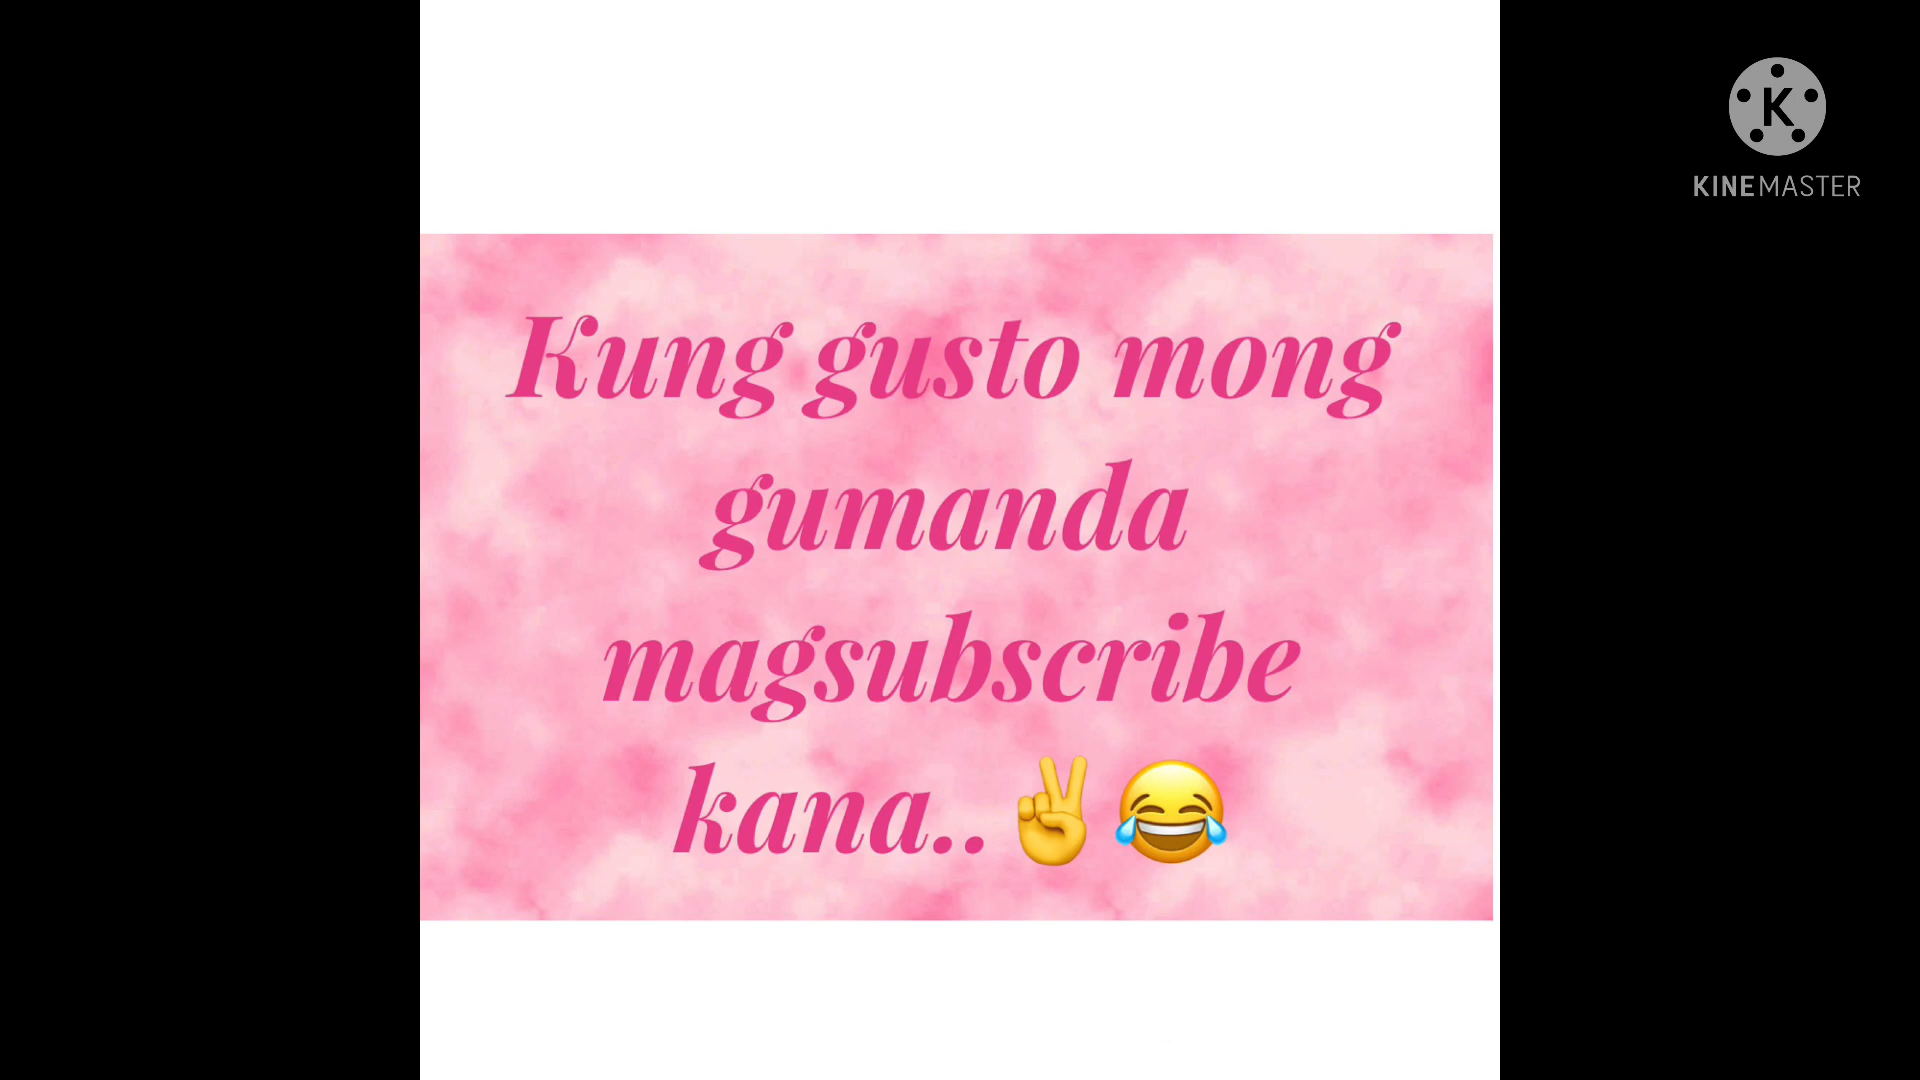 Kung gusto mong
gumanda
magsubscribe
kana..✌️😂
K
KINEMASTER